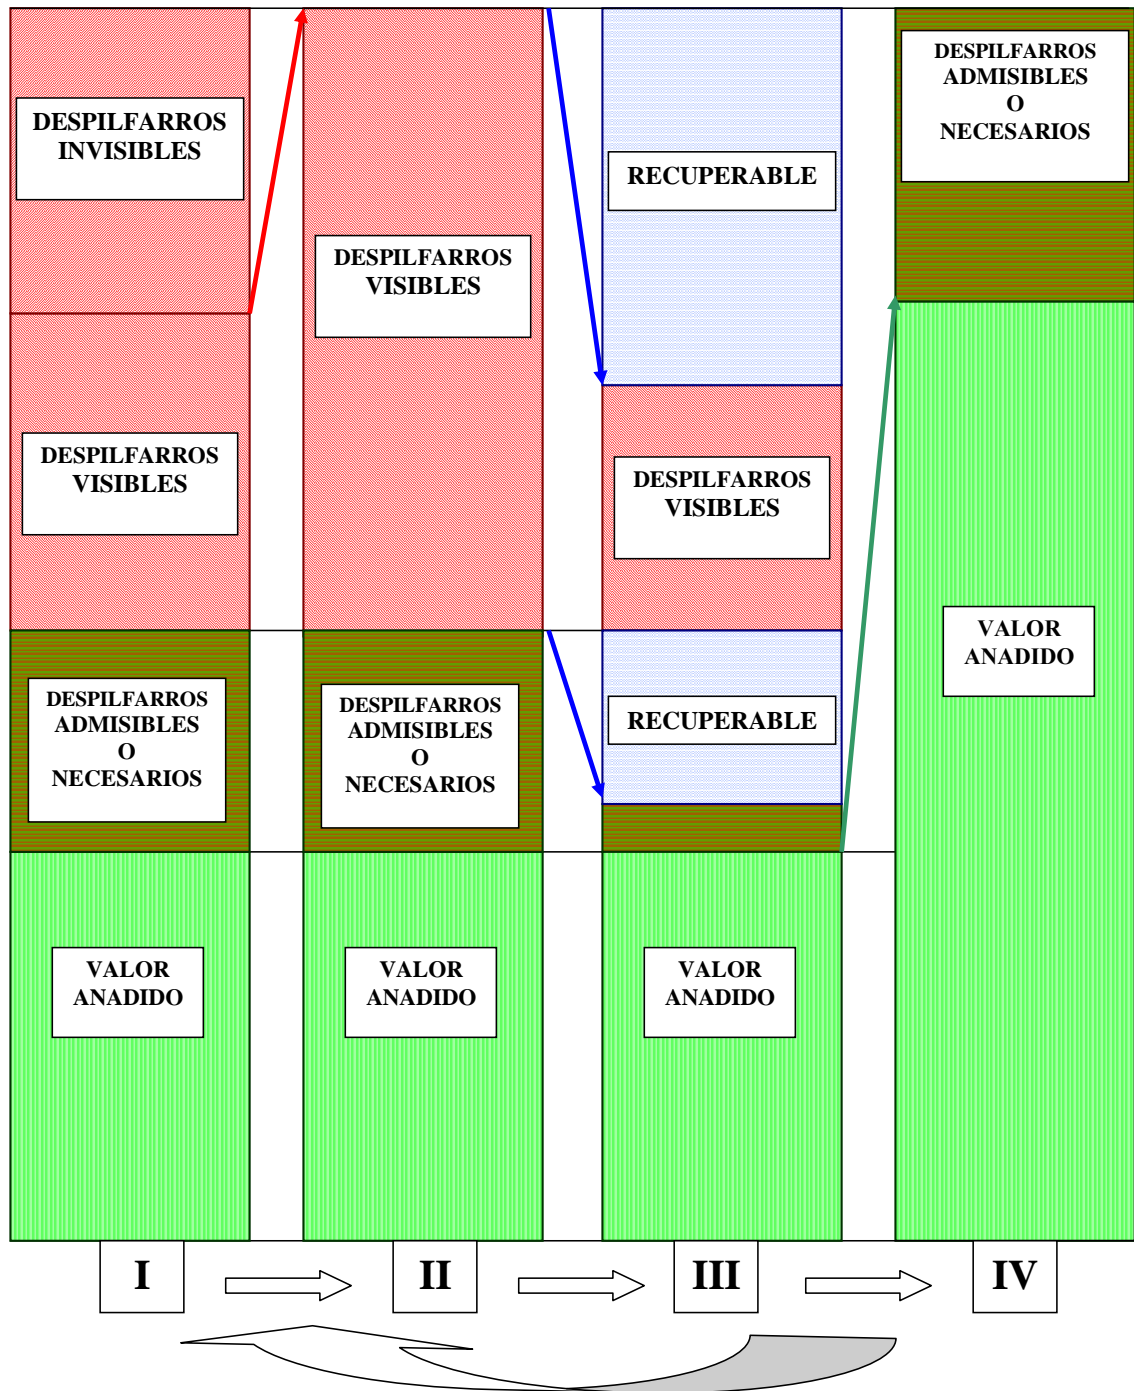 DESPILFARROS
INVISIBLES
DESPILFARROS
VISIBLES
DESPILFARROS
ADMISIBLES
O
NECESARIOS
VALOR
ANADIDO
DESPILFARROS
VISIBLES
DESPILFARROS
ADMISIBLES
O
NECESARIOS
VALOR
ANADIDO
RECUPERABLE
DESPILFARROS
VISIBLES
RECUPERABLE
VALOR
ANADIDO
DESPILFARROS
ADMISIBLES
O
NECESARIOS
VALOR
ANADIDO
I
II
III
IV